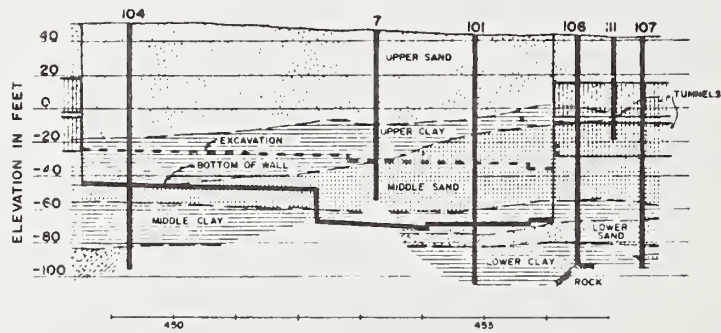 104 7 101 106 111 107
40
UPPER SAND
20
TUNNELS
0
UPPER CLAY
-20
EXCAVATION
BOTTOM OF WALL
-40
MIDDLE SAND
-60
MIDDLE CLAY
LOWER SAND
-80
LOWER CLAY
-100
ROCK
ELEVATION IN FEET
450 455